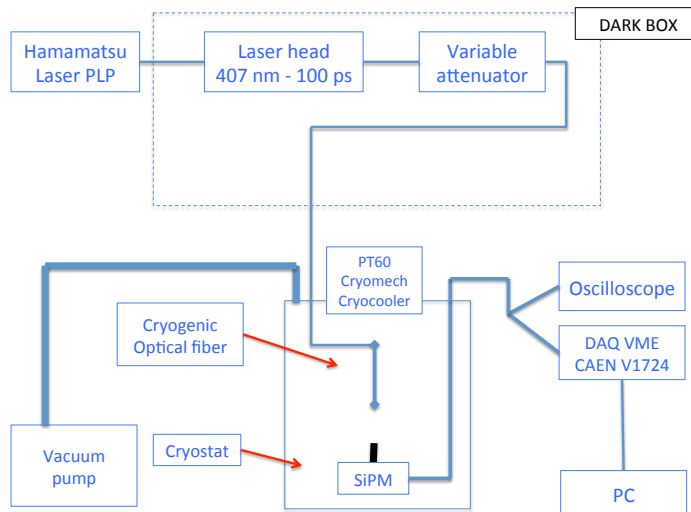 DARK BOX
Hamamatsu
Laser PLP
Laser head
407 nm - 100 ps
Variable
attenuator
PT60
Cryomech
Cryocooler
Oscilloscope
Cryogenic
Optical fiber
DAQ VME
CAEN V1724
Vacuum
pump
Cryostat
SiPM
PC